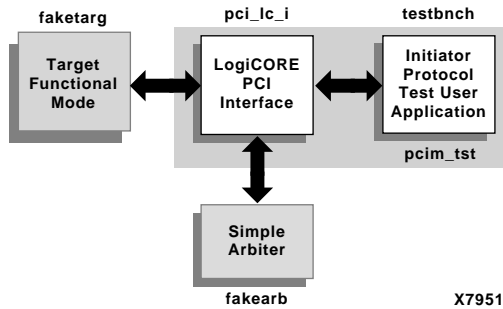 faketarg
pci_lc_i
testbnch
Target
Functional
Mode
LogiCORE
PCI
Interface
Initiator
Protocol
Test User
Application
pcim_tst
Simple
Arbiter
fakearb
X7951